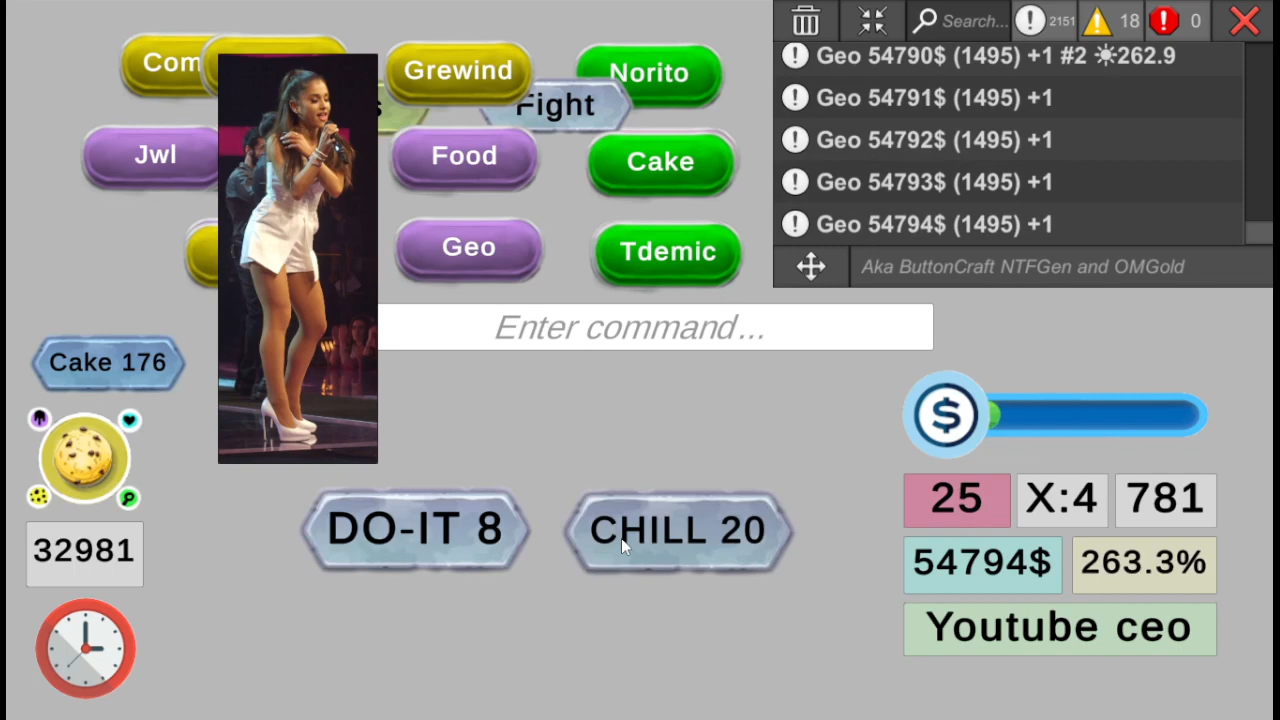 Com
Grewind
Norito
s
Fight
Jwl
Food
Cake
Geo
Tdemic
Search...
2151
18
0
Geo 54790$ (1495) +1 #2 ☀262.9
Geo 54791$ (1495) +1
Geo 54792$ (1495) +1
Geo 54793$ (1495) +1
Geo 54794$ (1495) +1
Aka ButtonCraft NTFGen and OMGold
Enter command...
Cake 176
32981
DO-IT 8
CHILL 20
$
25
X:4
781
54794$
263.3%
Youtube ceo